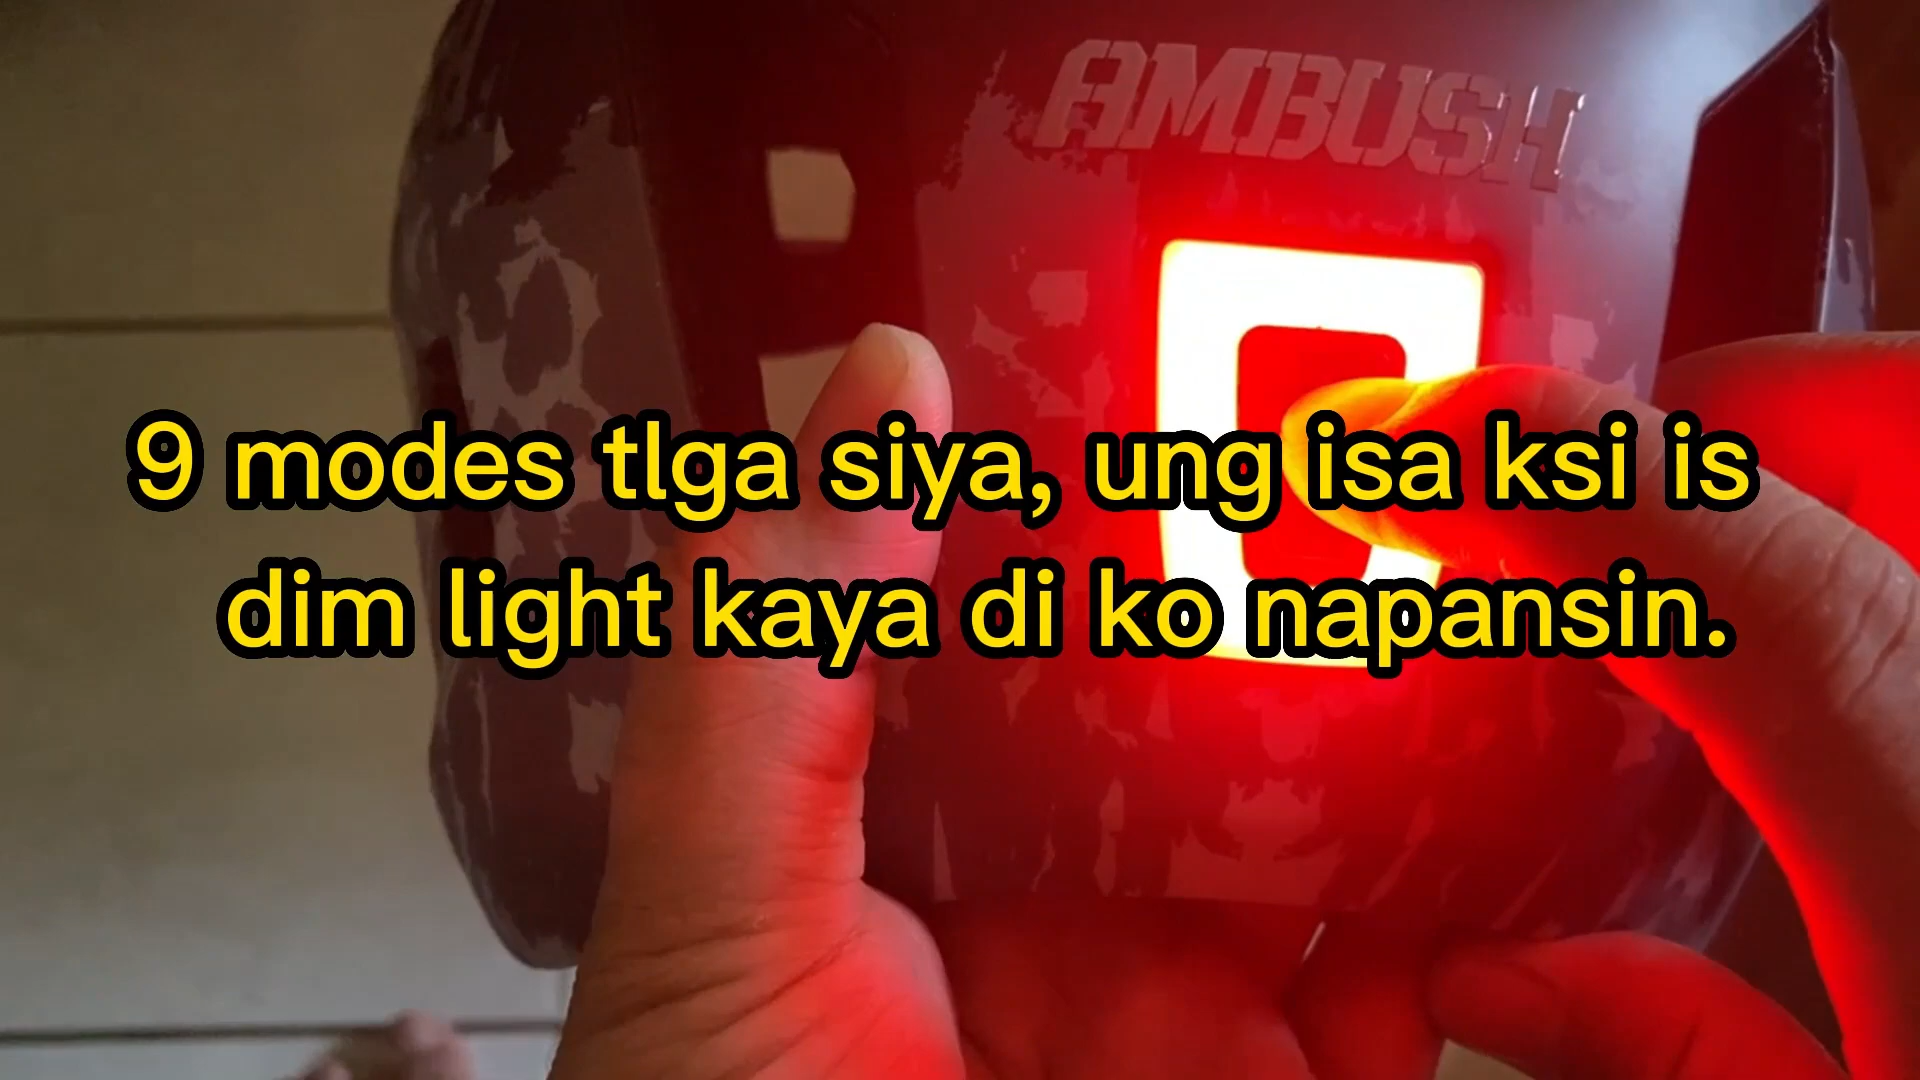 AMBUSH
9 modes tlga siya, ung isa ksi is
dim light kaya di ko napansin.